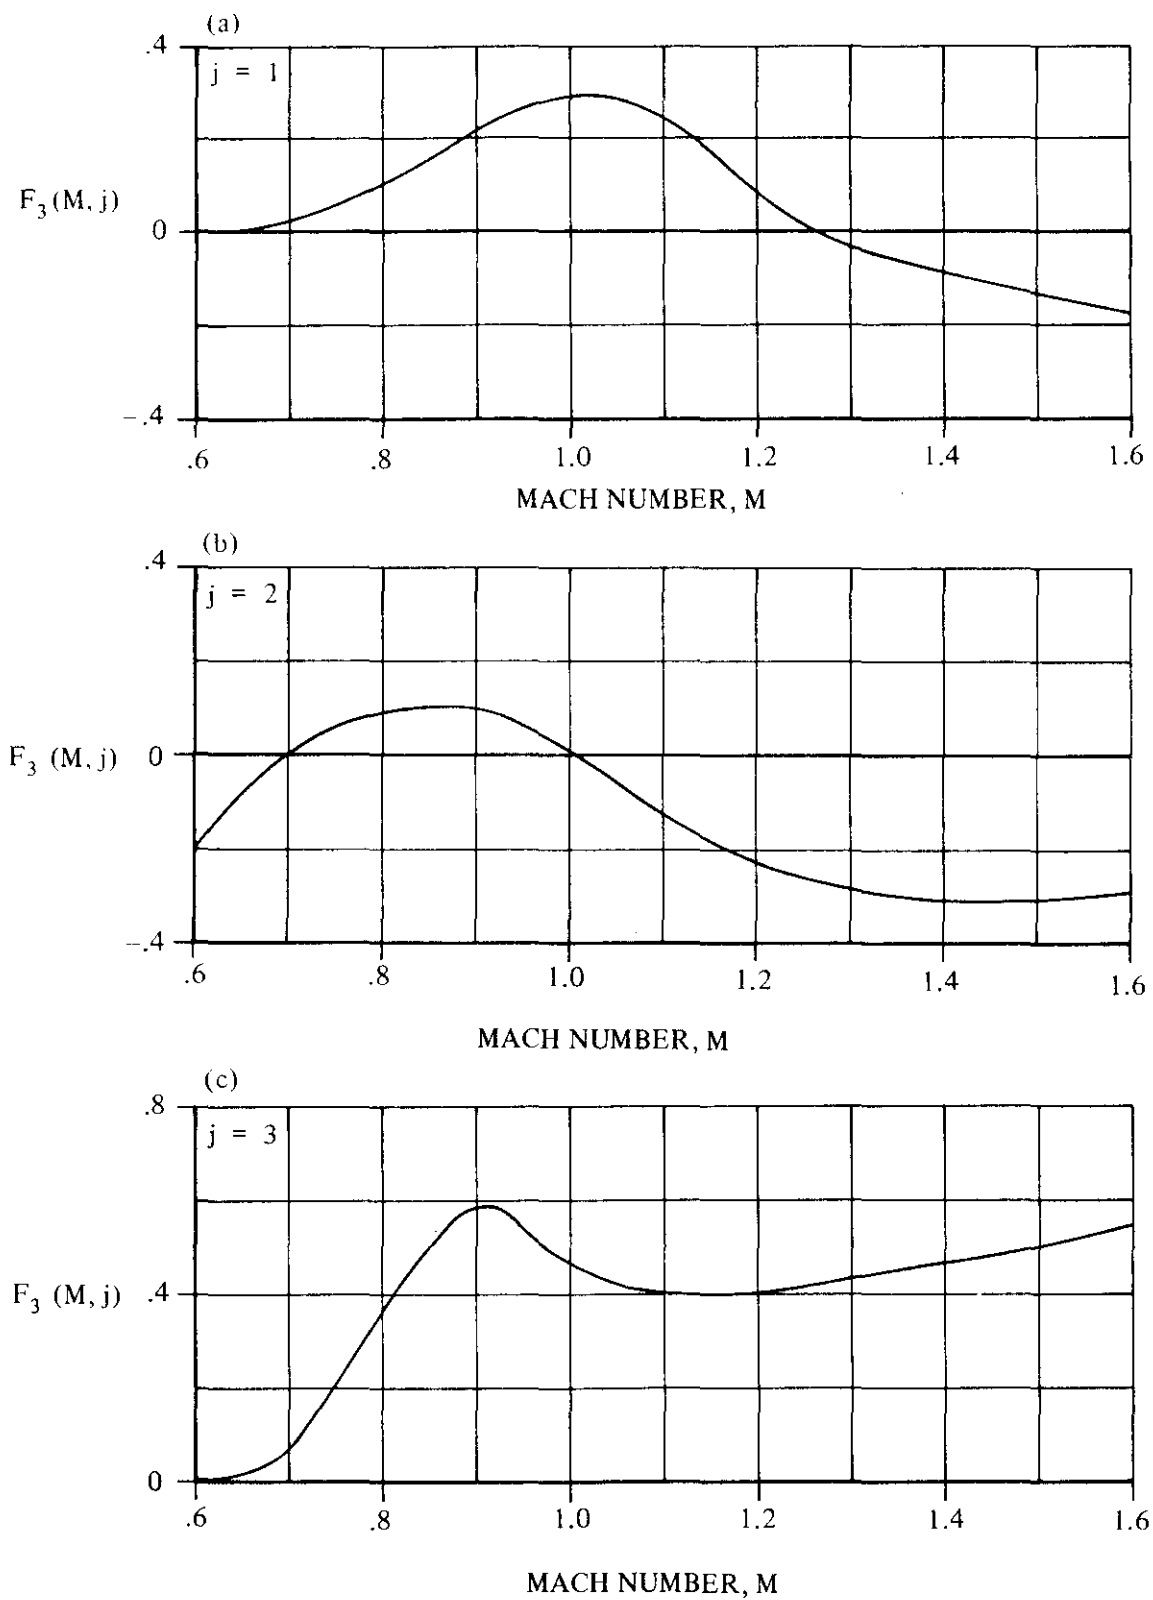 (a)
.4
j = 1
F3 (M, j)
0
–.4
.6 .8 1.0 1.2 1.4 1.6
MACH NUMBER, M
(b)
.4
j = 2
F3 (M, j)
0
–.4
.6 .8 1.0 1.2 1.4 1.6
MACH NUMBER, M
(c)
.8
j = 3
F3 (M, j)
.4
0
.6 .8 1.0 1.2 1.4 1.6
MACH NUMBER, M